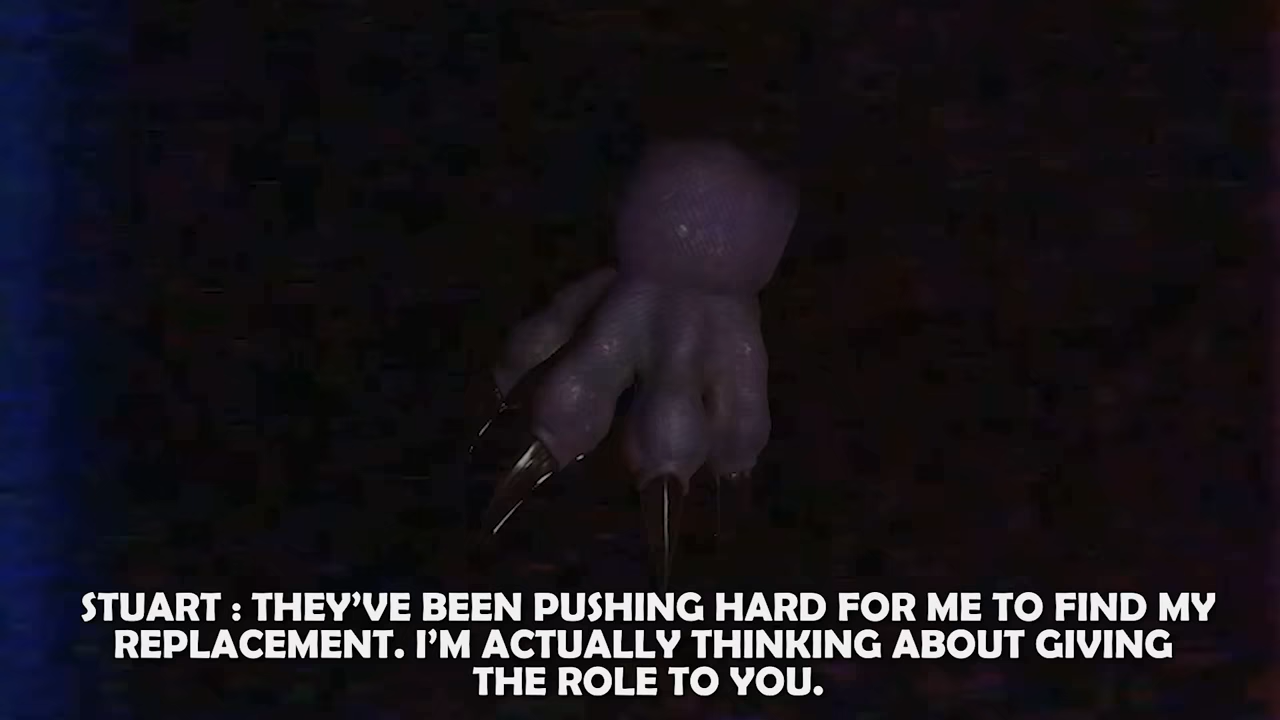 STUART : THEY'VE BEEN PUSHING HARD FOR ME TO FIND MY
REPLACEMENT. I'M ACTUALLY THINKING ABOUT GIVING
THE ROLE TO YOU.